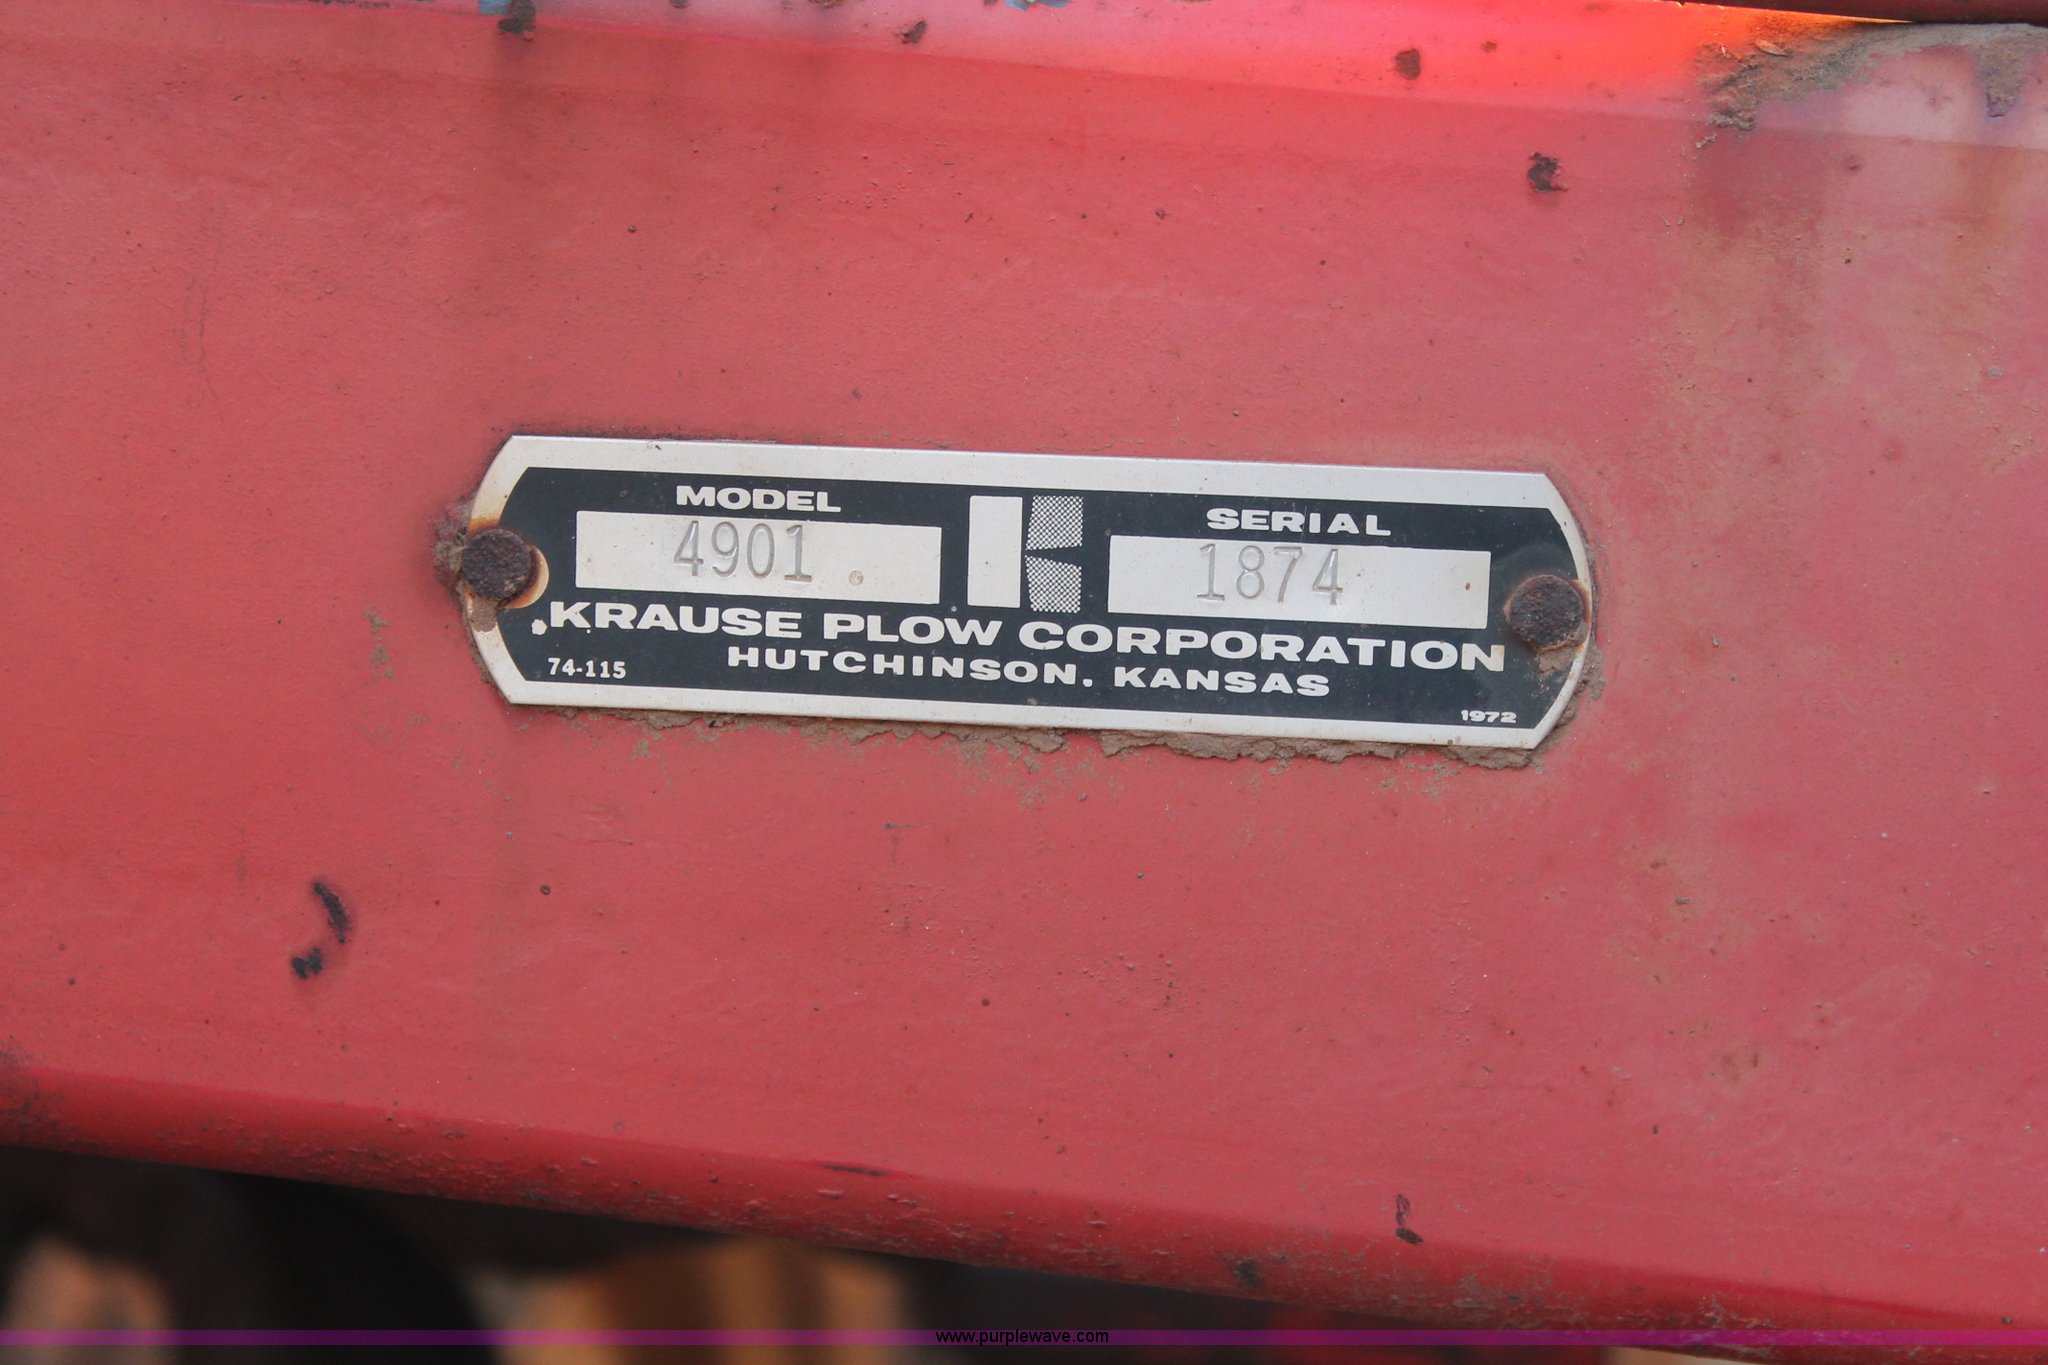 MODEL
4901
SERIAL
1874
KRAUSE PLOW CORPORATION
HUTCHINSON, KANSAS
74-115
1972
www.purplewave.com